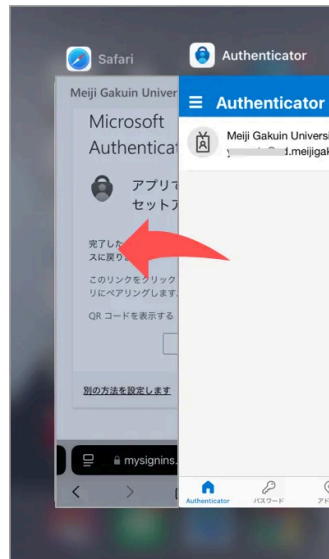 Safari
Authenticator
Meiji Gakuin Univer
Microsoft
Authenticat
アプリで
セットア
完了した
スに戻り
このリンクをクリック
リにペアリングします
QR コードを表示する
別の方法を設定します
mysignins.
Authenticator
Meiji Gakuin Universi
d.meijigak
Authenticator
パスワード
アド